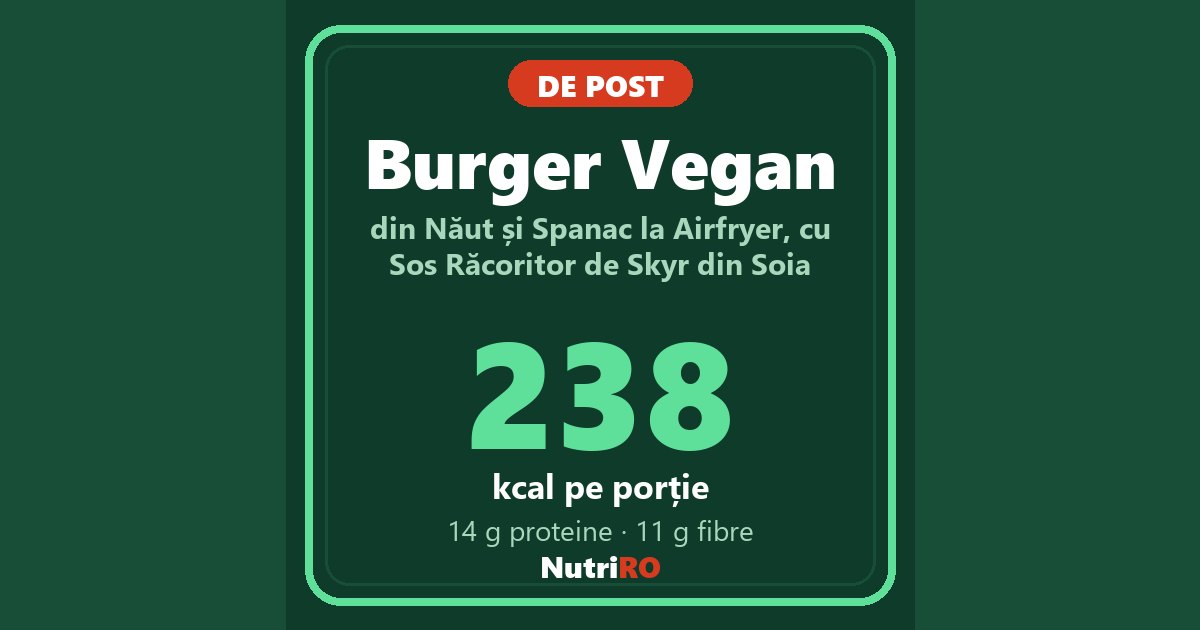 DE POST
Burger Vegan
din Năut și Spanac la Airfryer, cu
Sos Răcoritor de Skyr din Soia
238
kcal pe porție
14 g proteine · 11 g fibre
NutriRO